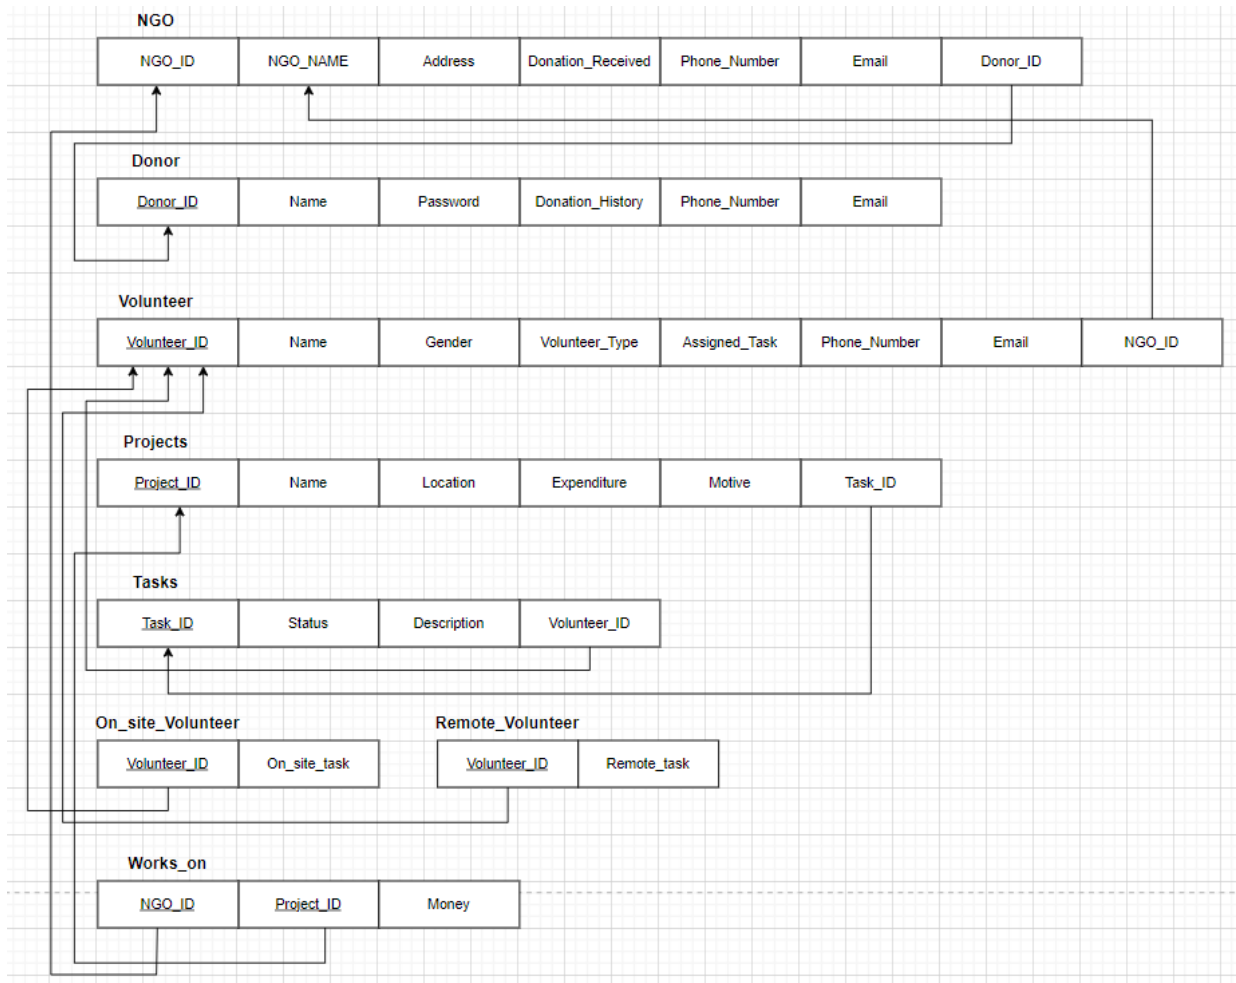 NGO
NGO_ID NGO_NAME Address Donation_Received Phone_Number Email Donor_ID
Donor
Donor_ID Name Password Donation_History Phone_Number Email
Volunteer
Volunteer_ID Name Gender Volunteer_Type Assigned_Task Phone_Number Email NGO_ID
Projects
Project_ID Name Location Expenditure Motive Task_ID
Tasks
Task_ID Status Description Volunteer_ID
On_site_Volunteer Remote_Volunteer
Volunteer_ID On_site_task Volunteer_ID Remote_task
Works_on
NGO_ID Project_ID Money